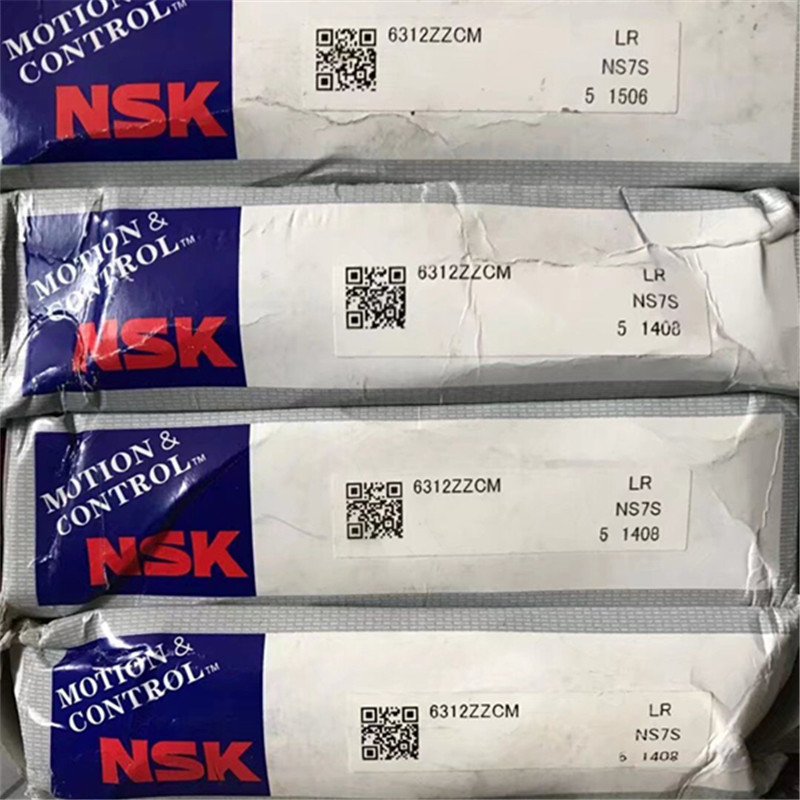 MOTION &
CONTROL
NSK
6312ZZCM
LR
NS7S
5 1506
MOTION &
CONTROL™
NSK
6312ZZCM
LR
NS7S
5 1408
MOTION &
CONTROL™
NSK
6312ZZCM
LR
NS7S
5 1408
MOTION &
CONTROL™
NSK
6312ZZCM
LR
NS7S
5 1408